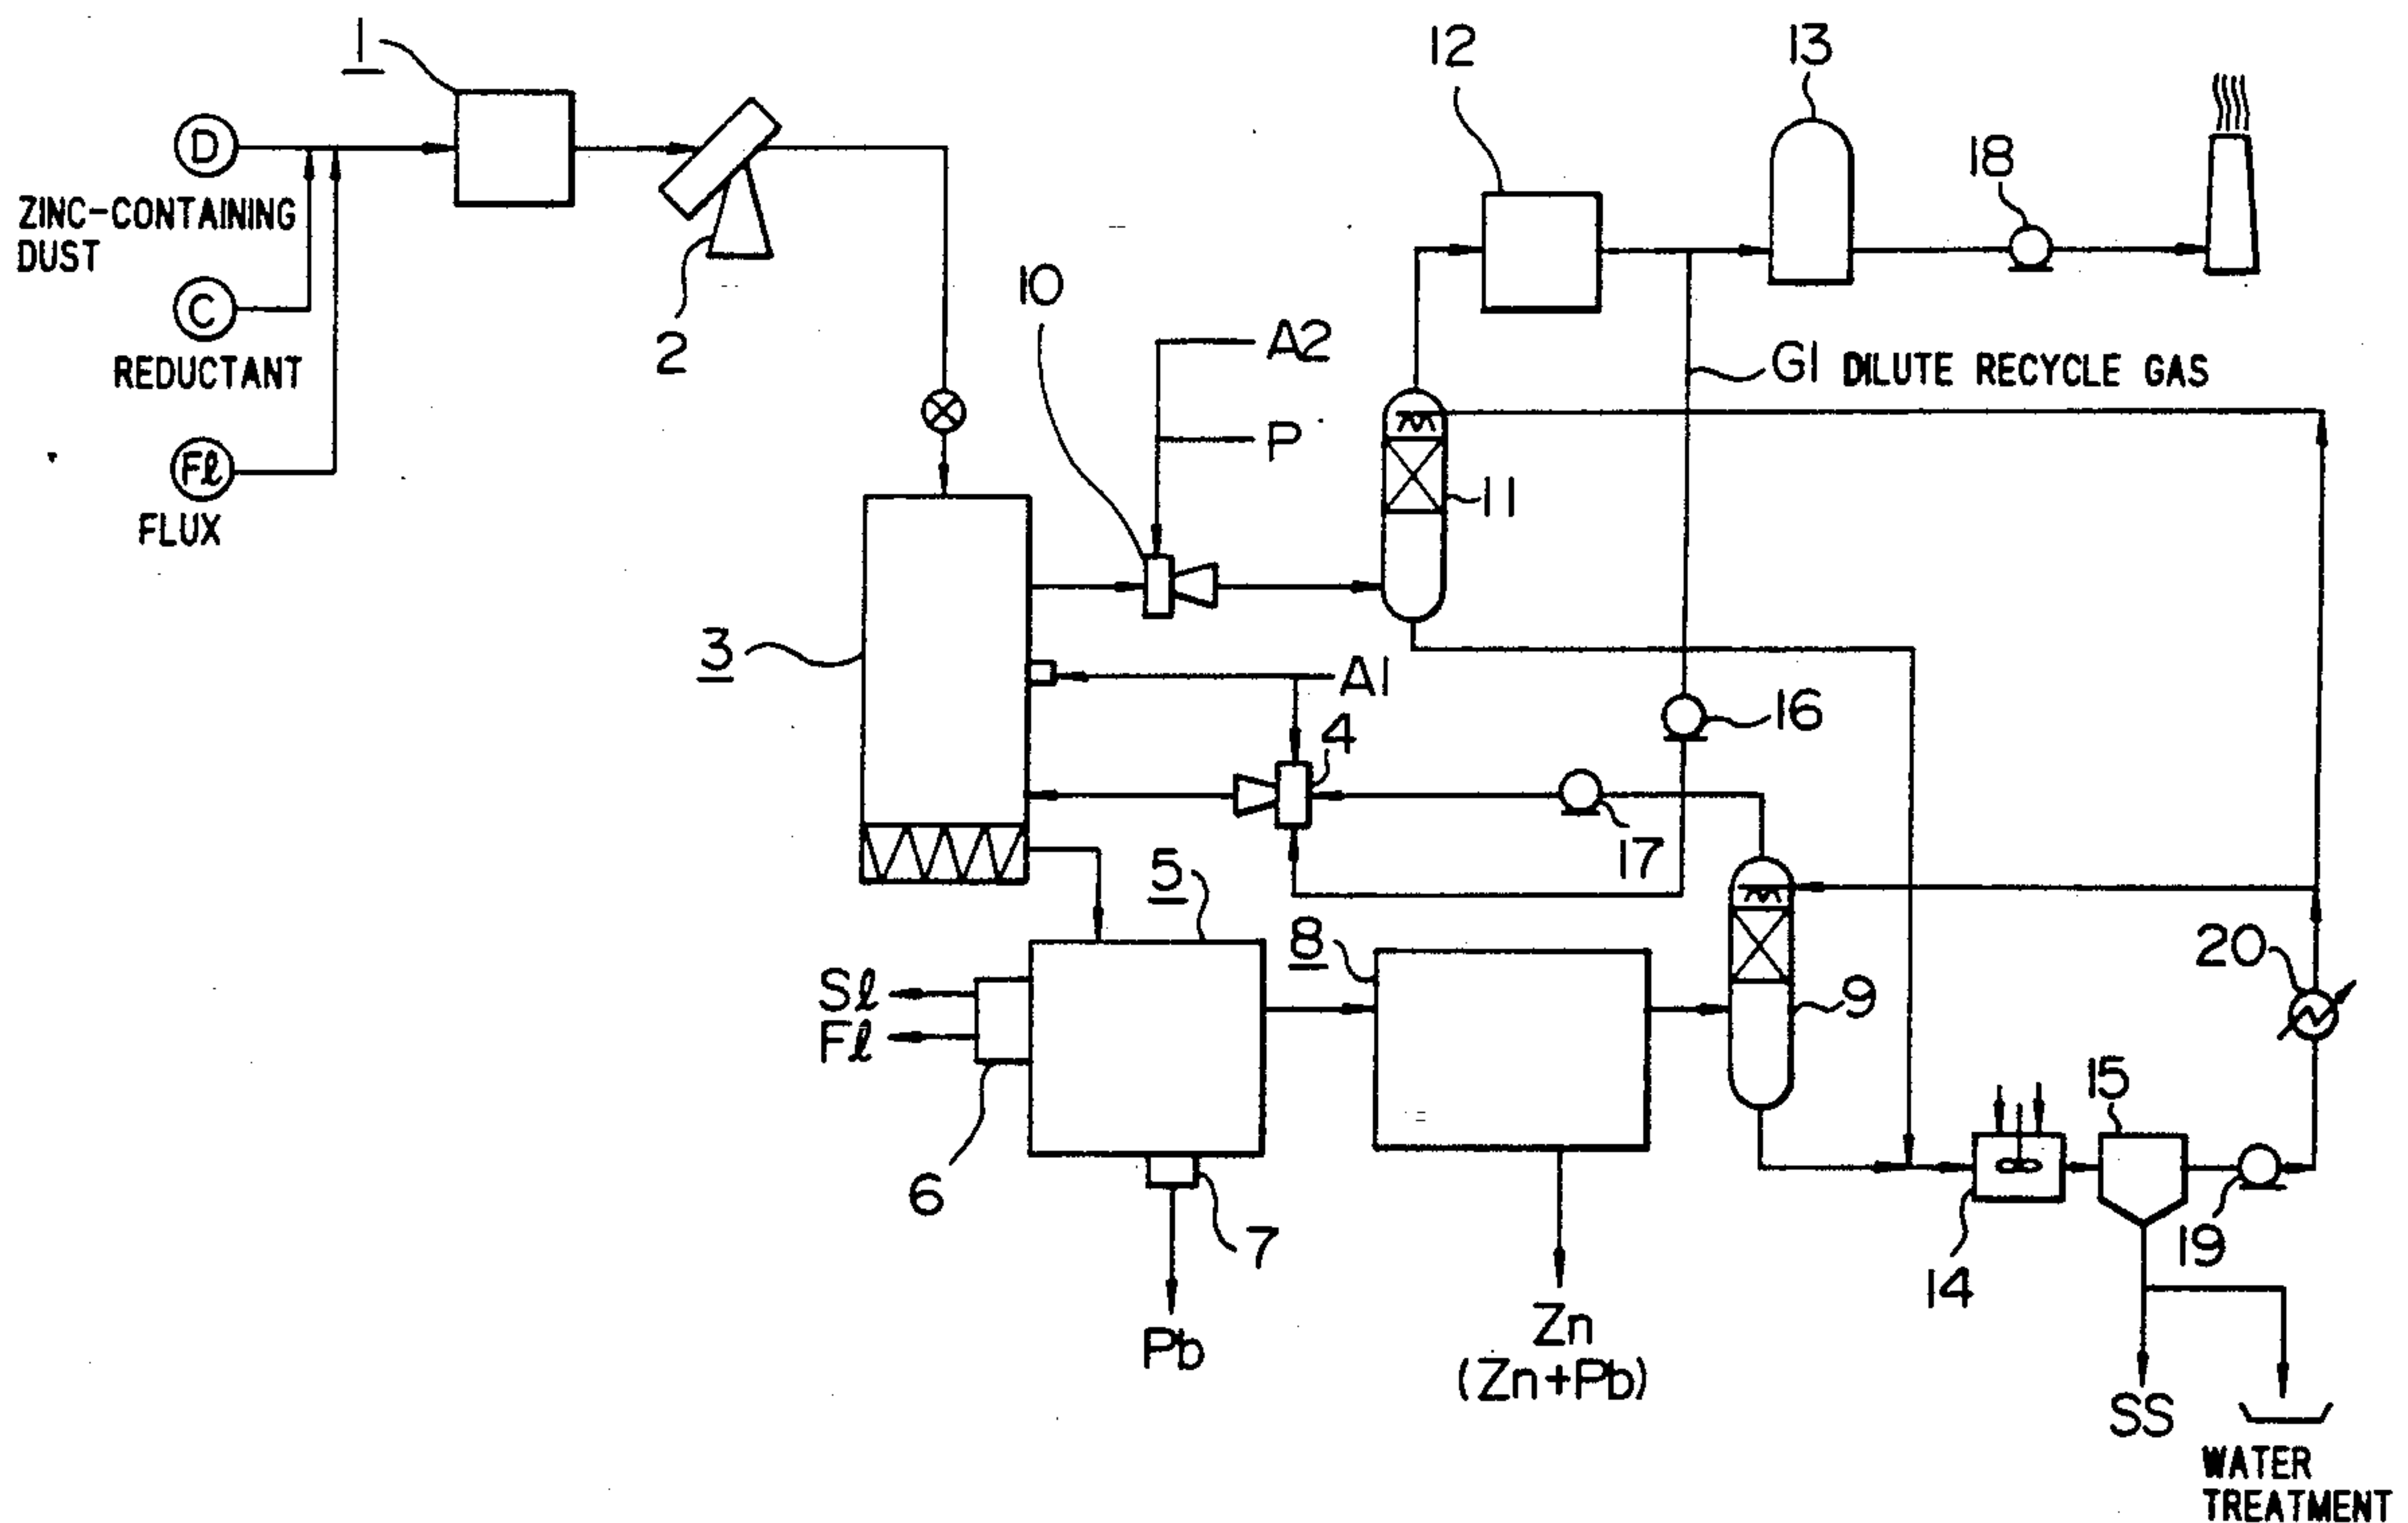 1
12
13
18
D
ZINC-CONTAINING
DUST
C
REDUCTANT
Fℓ
FLUX
2
10
A2
P
G1 DILUTE RECYCLE GAS
11
3
A1
4
16
17
5
8
Sℓ
Fℓ
6
7
Pb
Zn
(Zn+Pb)
9
20
15
14
19
SS
WATER
TREATMENT